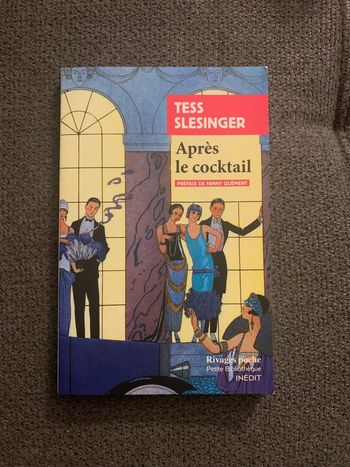 TESS
SLESINGER
Après
le cocktail
PRÉFACE DE FANNY QUÉMENT
Rivages poche
Petite Bibliothèque
INÉDIT